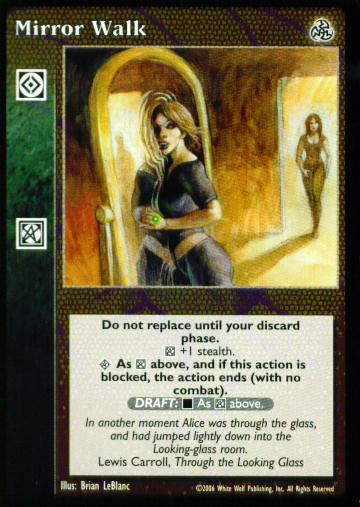 Mirror Walk
Do not replace until your discard
phase.
+1 stealth.
As above, and if this action is
blocked, the action ends (with no
combat).
DRAFT: As above.
In another moment Alice was through the glass,
and had jumped lightly down into the
Looking-glass room.
Lewis Carroll, Through the Looking Glass
Illus: Brian LeBlanc
©2006 White Wolf Publishing, Inc. All Rights Reserved